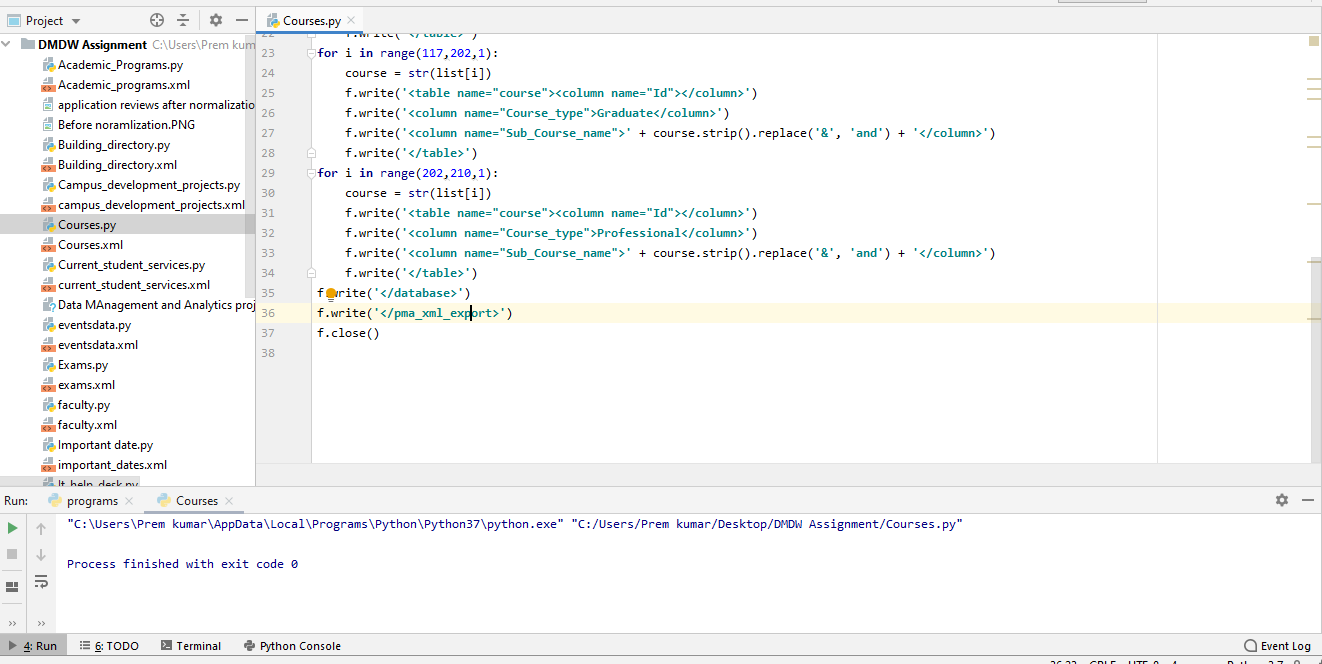 Project
Courses.py
DMDW Assignment C:\Users\Prem kum
Academic_Programs.py
Academic_programs.xml
application reviews after normalizatio
Before noramlization.PNG
Building_directory.py
Building_directory.xml
Campus_development_projects.py
campus_development_projects.xml
Courses.py
Courses.xml
Current_student_services.py
current_student_services.xml
Data MAnagement and Analytics proj
eventsdata.py
eventsdata.xml
Exams.py
exams.xml
faculty.py
faculty.xml
Important date.py
important_dates.xml
It_help_desk.py
22 f.write('</table>')
23 for i in range(117,202,1):
24 course = str(list[i])
25 f.write('<table name="course"><column name="Id"></column>')
26 f.write('<column name="Course_type">Graduate</column>')
27 f.write('<column name="Sub_Course_name">' + course.strip().replace('&', 'and') + '</column>')
28 f.write('</table>')
29 for i in range(202,210,1):
30 course = str(list[i])
31 f.write('<table name="course"><column name="Id"></column>')
32 f.write('<column name="Course_type">Professional</column>')
33 f.write('<column name="Sub_Course_name">' + course.strip().replace('&', 'and') + '</column>')
34 f.write('</table>')
35 f.write('</database>')
36 f.write('</pma_xml_export>')
37 f.close()
38
Run: programs Courses
"C:\Users\Prem kumar\AppData\Local\Programs\Python\Python37\python.exe" "C:/Users/Prem kumar/Desktop/DMDW Assignment/Courses.py"
Process finished with exit code 0
4: Run 6: TODO Terminal Python Console Event Log